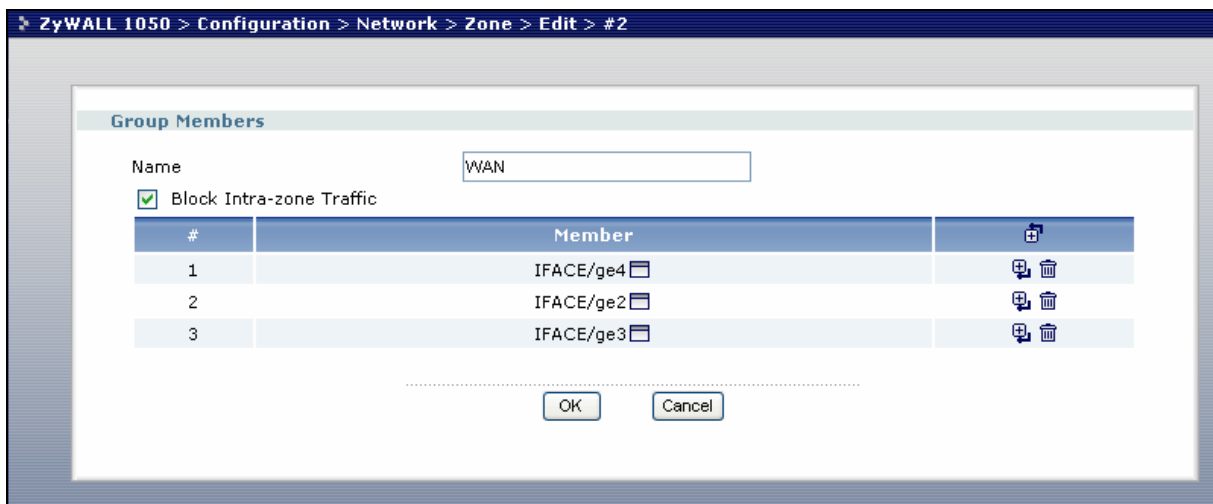 ZyWALL 1050 > Configuration > Network > Zone > Edit > #2
Group Members
Name WAN
Block Intra-zone Traffic
# Member
1 IFACE/ge4
2 IFACE/ge2
3 IFACE/ge3
OK Cancel